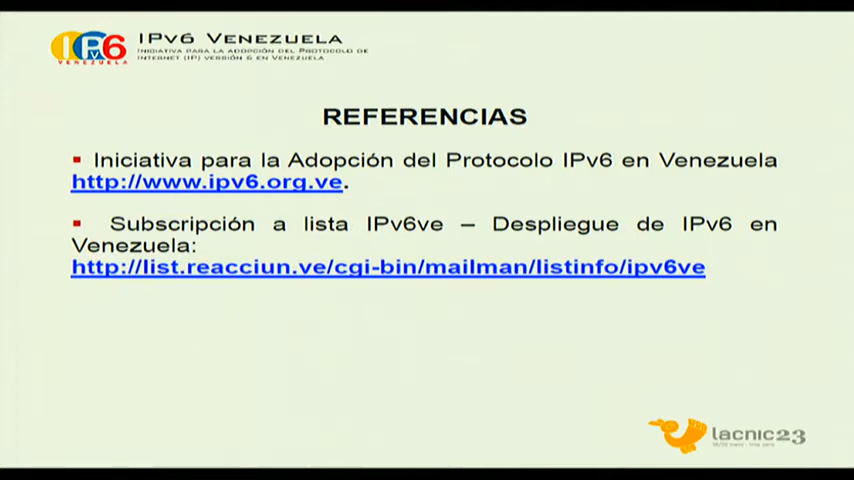 IPv6
VENEZUELA
IPv6 VENEZUELA
INICIATIVA PARA LA ADOPCIÓN DEL PROTOCOLO DE
INTERNET (IP) VERSIÓN 6 EN VENEZUELA
REFERENCIAS
▪ Iniciativa para la Adopción del Protocolo IPv6 en Venezuela
http://www.ipv6.org.ve.
▪ Subscripción a lista IPv6ve – Despliegue de IPv6 en
Venezuela:
http://list.reacciun.ve/cgi-bin/mailman/listinfo/ipv6ve
lacnic23